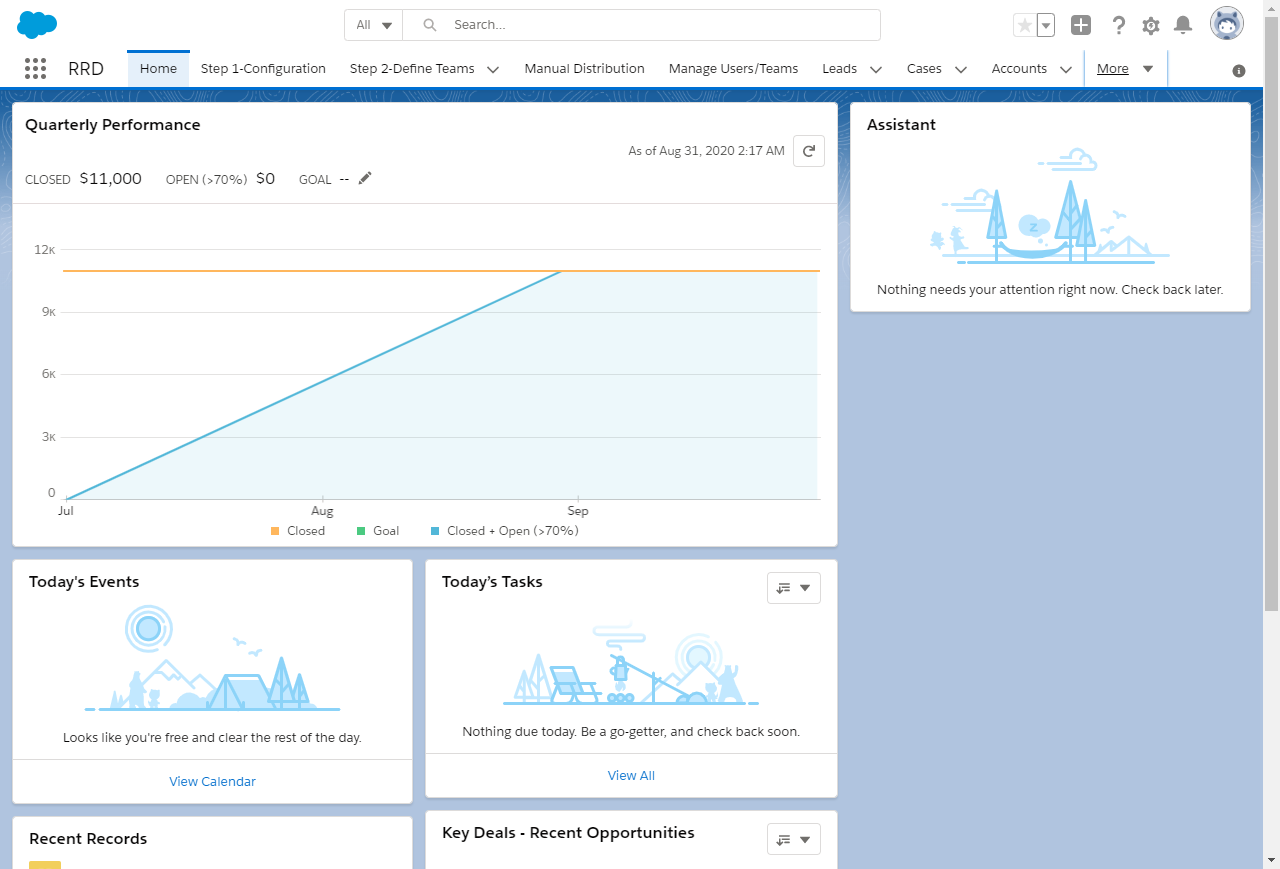 All
Search...
RRD
Home
Step 1-Configuration
Step 2-Define Teams
Manual Distribution
Manage Users/Teams
Leads
Cases
Accounts
More
Quarterly Performance
As of Aug 31, 2020 2:17 AM
CLOSED $11,000 OPEN (>70%) $0 GOAL --
12K
9K
6K
3K
0
Jul Aug Sep
Closed Goal Closed + Open (>70%)
Assistant
Z
Nothing needs your attention right now. Check back later.
Today's Events
Looks like you're free and clear the rest of the day.
View Calendar
Today’s Tasks
Nothing due today. Be a go-getter, and check back soon.
View All
Recent Records
Key Deals - Recent Opportunities